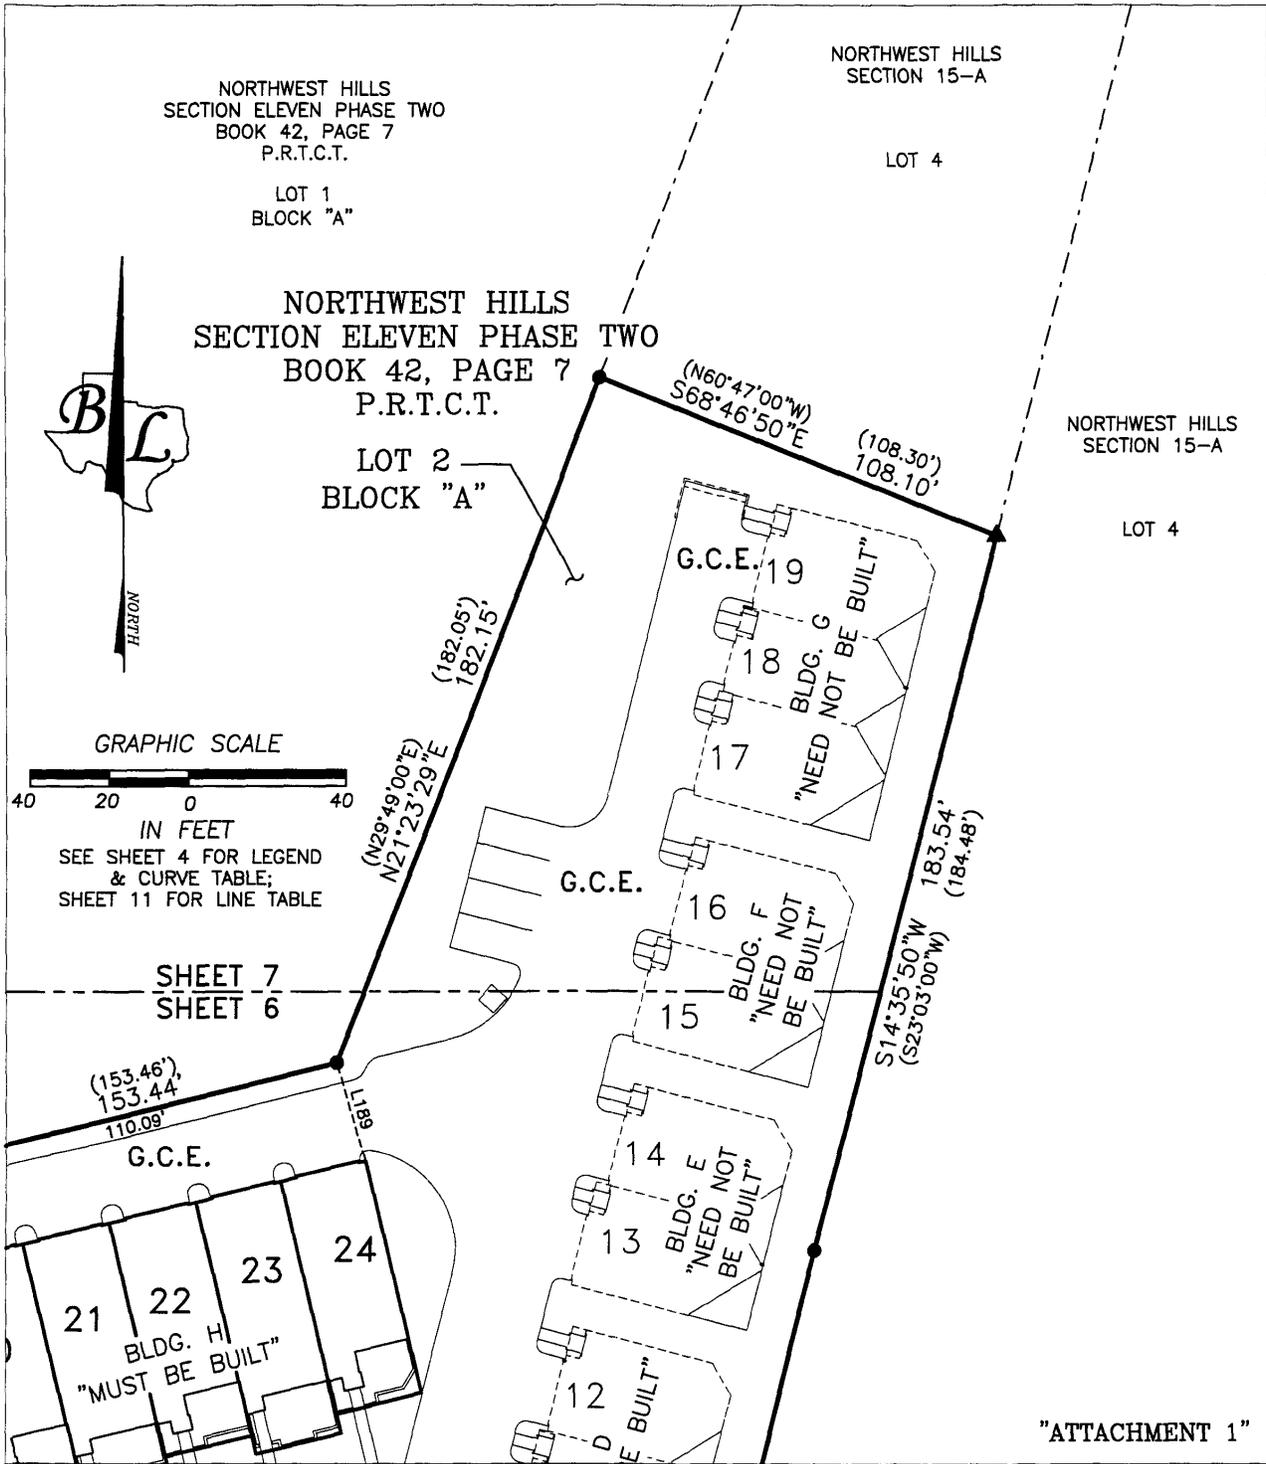 NORTHWEST HILLS
SECTION 15-A
LOT 4
NORTHWEST HILLS
SECTION ELEVEN PHASE TWO
BOOK 42, PAGE 7
P.R.T.C.T.
LOT 1
BLOCK "A"
NORTHWEST HILLS
SECTION ELEVEN PHASE TWO
BOOK 42, PAGE 7
P.R.T.C.T.
LOT 2
BLOCK "A"
(N60°47'00"W)
S68°46'50"E
(108.30')
108.10'
NORTHWEST HILLS
SECTION 15-A
LOT 4
B L
NORTH
G.C.E.
19
18
17
BLDG. G
"NEED NOT BE BUILT"
(182.05')
182.15'
(N29°49'00"E)
N21°23'29"E
GRAPHIC SCALE
40 20 0 40
IN FEET
SEE SHEET 4 FOR LEGEND
& CURVE TABLE;
SHEET 11 FOR LINE TABLE
183.54'
(184.48')
S14°35'50"W
(S23°03'00"W)
G.C.E.
16
15
BLDG. F
"NEED NOT
BE BUILT"
SHEET 7
SHEET 6
(153.46')
153.44'
110.09'
L189
G.C.E.
14
13
BLDG. E
"NEED NOT
BE BUILT"
21
22
23
24
BLDG. H
"MUST BE BUILT"
12
D
E BUILT"
"ATTACHMENT 1"